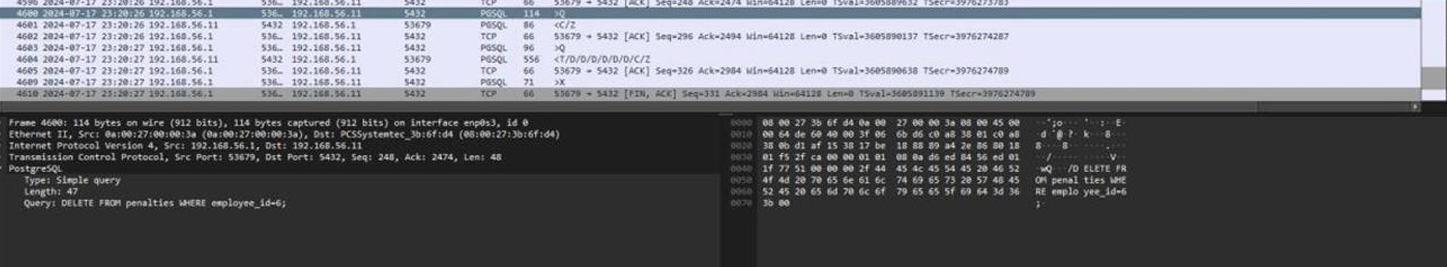 4596 2024-07-17 23:20:26 192.168.56.1 536… 192.168.56.11 5432 TCP 66 53679 → 5432 [ACK] Seq=248 Ack=2474 Win=64128 Len=0 TSval=3605889632 TSecr=3976273783
4600 2024-07-17 23:20:26 192.168.56.1 536… 192.168.56.11 5432 PGSQL 114 >Q
4601 2024-07-17 23:20:26 192.168.56.11 5432 192.168.56.1 53679 PGSQL 86 <C/Z
4602 2024-07-17 23:20:26 192.168.56.1 536… 192.168.56.11 5432 TCP 66 53679 → 5432 [ACK] Seq=296 Ack=2494 Win=64128 Len=0 TSval=3605890137 TSecr=3976274287
4603 2024-07-17 23:20:27 192.168.56.1 536… 192.168.56.11 5432 PGSQL 96 >Q
4604 2024-07-17 23:20:27 192.168.56.11 5432 192.168.56.1 53679 PGSQL 556 <T/D/D/D/D/D/D/C/Z
4605 2024-07-17 23:20:27 192.168.56.1 536… 192.168.56.11 5432 TCP 66 53679 → 5432 [ACK] Seq=326 Ack=2984 Win=64128 Len=0 TSval=3605890638 TSecr=3976274789
4609 2024-07-17 23:20:27 192.168.56.1 536… 192.168.56.11 5432 PGSQL 71 >X
4610 2024-07-17 23:20:27 192.168.56.1 536… 192.168.56.11 5432 TCP 66 53679 → 5432 [FIN, ACK] Seq=331 Ack=2984 Win=64128 Len=0 TSval=3605891139 TSecr=3976274789
Frame 4600: 114 bytes on wire (912 bits), 114 bytes captured (912 bits) on interface enp0s3, id 0
Ethernet II, Src: 0a:00:27:00:00:3a (0a:00:27:00:00:3a), Dst: PCSSystemtec_3b:6f:d4 (08:00:27:3b:6f:d4)
Internet Protocol Version 4, Src: 192.168.56.1, Dst: 192.168.56.11
Transmission Control Protocol, Src Port: 53679, Dst Port: 5432, Seq: 248, Ack: 2474, Len: 48
PostgreSQL
Type: Simple query
Length: 47
Query: DELETE FROM penalties WHERE employee_id=6;
0000 08 00 27 3b 6f d4 0a 00 27 00 00 3a 08 00 45 00 ··';o···'··:··E·
0010 00 64 de 60 40 00 3f 06 6b d6 c0 a8 38 01 c0 a8 ·d·`@·?·k···8···
0020 38 0b d1 af 15 38 17 be 18 88 89 a4 2e 86 80 18 8····8······.···
0030 01 f5 2f ca 00 00 01 01 08 0a d6 ed 84 56 ed 01 ··/··········V··
0040 1f 77 51 00 00 00 2f 44 45 4c 45 54 45 20 46 52 ·wQ···/DELETE FR
0050 4f 4d 20 70 65 6e 61 6c 74 69 65 73 20 57 48 45 OM penalties WHE
0060 52 45 20 65 6d 70 6c 6f 79 65 65 5f 69 64 3d 36 RE employee_id=6
0070 3b 00 ;·